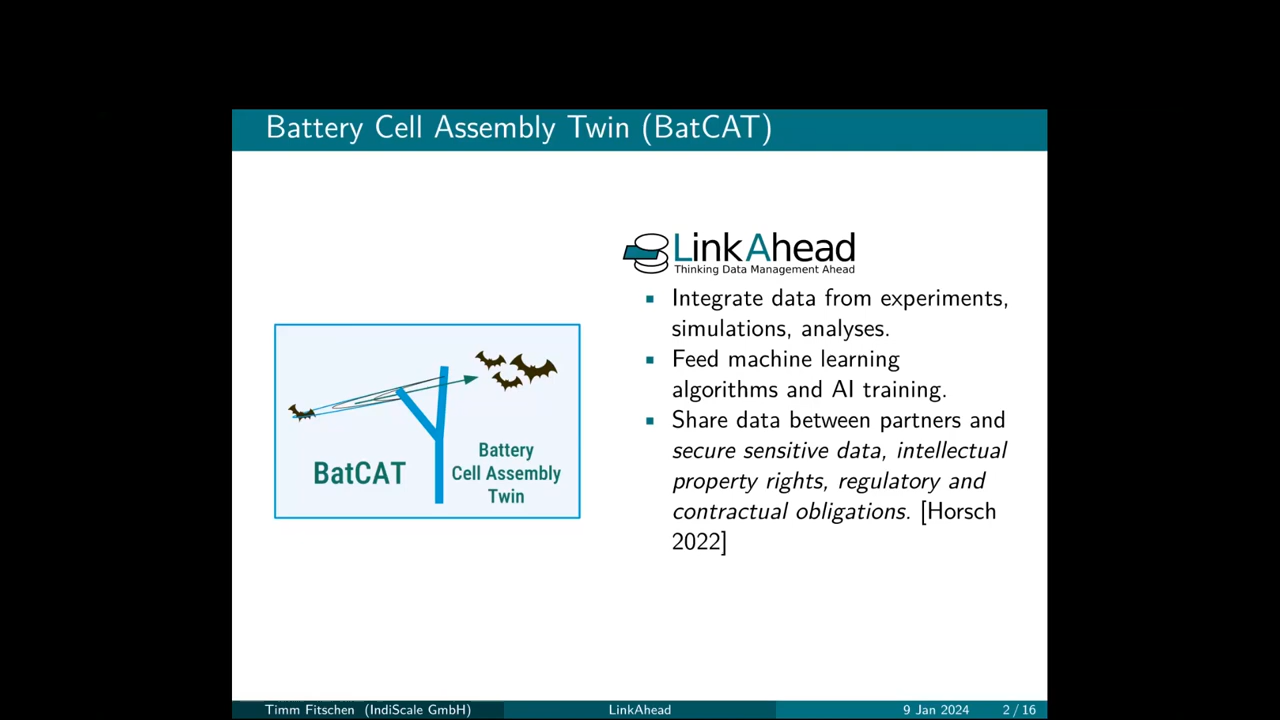 Battery Cell Assembly Twin (BatCAT)
BatCAT
Battery
Cell Assembly
Twin
LinkAhead
Thinking Data Management Ahead
Integrate data from experiments,
simulations, analyses.
Feed machine learning
algorithms and AI training.
Share data between partners and
secure sensitive data, intellectual
property rights, regulatory and
contractual obligations. [Horsch
2022]
Timm Fitschen (IndiScale GmbH) LinkAhead 9 Jan 2024 2 / 16